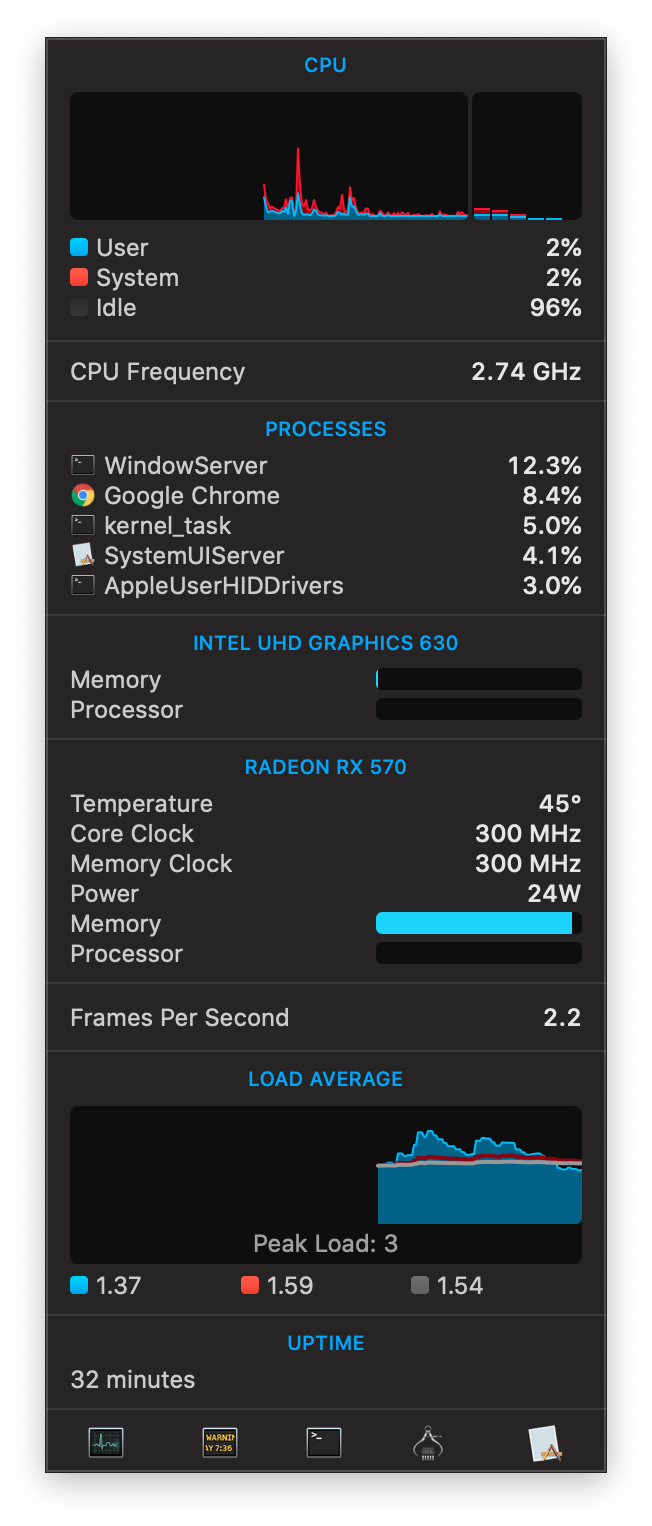 CPU
User 2%
System 2%
Idle 96%
CPU Frequency 2.74 GHz
PROCESSES
WindowServer 12.3%
Google Chrome 8.4%
kernel_task 5.0%
SystemUIServer 4.1%
AppleUserHIDDrivers 3.0%
INTEL UHD GRAPHICS 630
Memory
Processor
RADEON RX 570
Temperature 45°
Core Clock 300 MHz
Memory Clock 300 MHz
Power 24W
Memory
Processor
Frames Per Second 2.2
LOAD AVERAGE
Peak Load: 3
1.37 1.59 1.54
UPTIME
32 minutes
WARNIN
AY 7:36